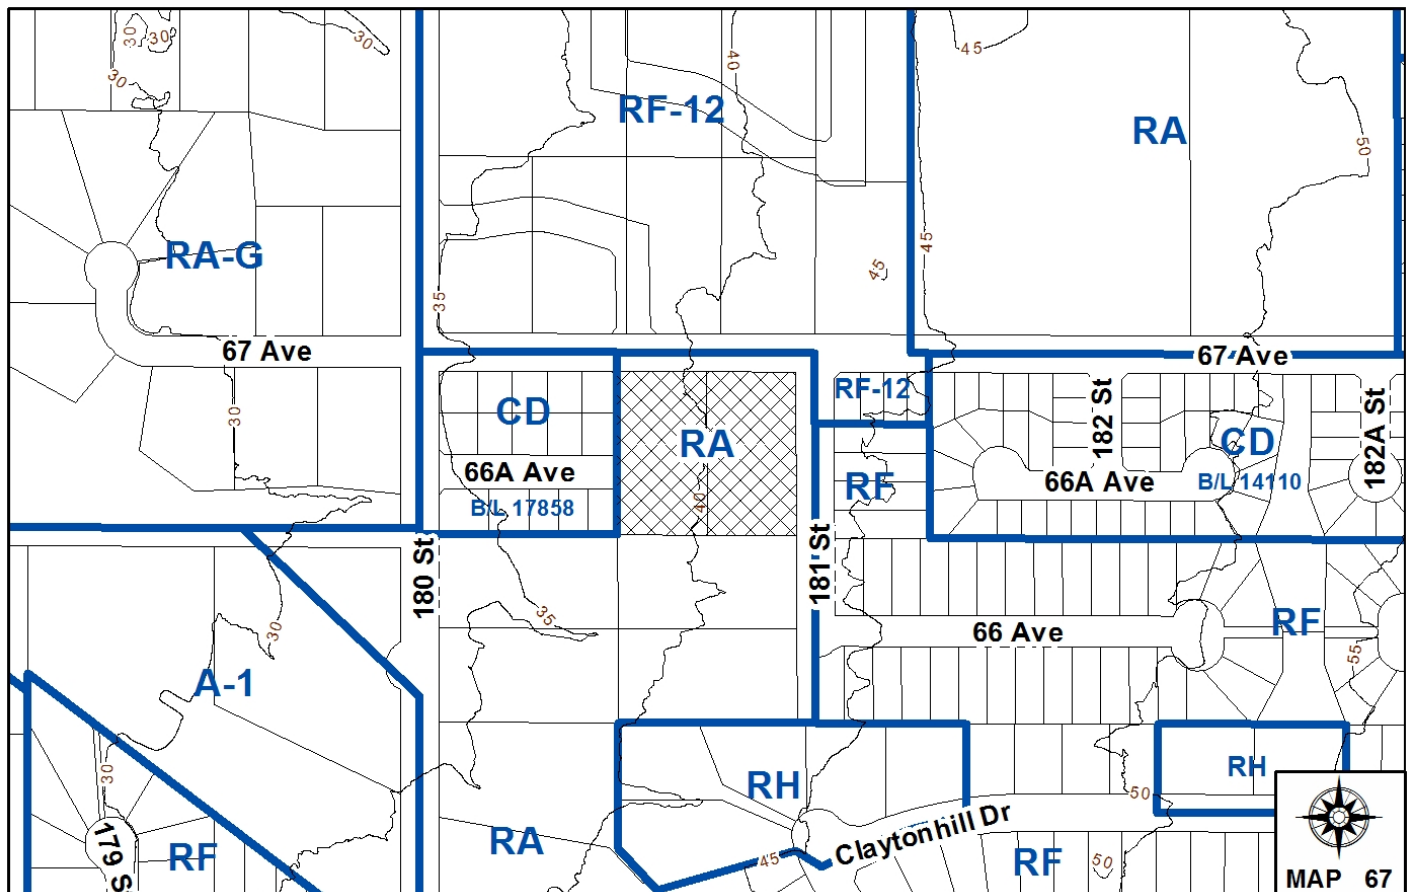 30
30
30
30
40
45
RF-12
RA
50
RA-G
45
45
35
67 Ave
67 Ave
30
CD
RA
RF-12
182 St
182A St
CD
66A Ave
66A Ave
B/L 17858
B/L 14110
RF
40
180 St
181 St
35
30
66 Ave
RF
55
A-1
30
RH
RH
50
179 S
RF
RA
45
Claytonhill Dr
RF
50
MAP 67